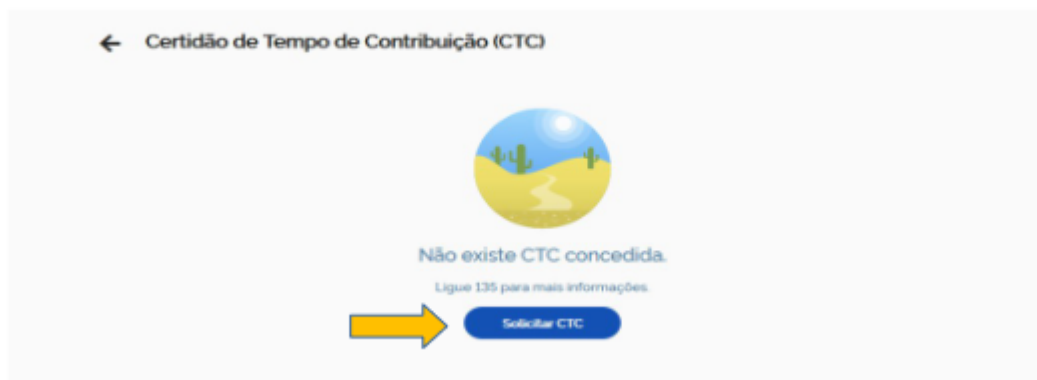 Certidão de Tempo de Contribuição (CTC)
Não existe CTC concedida.
Ligue 135 para mais informações.
Solicitar CTC